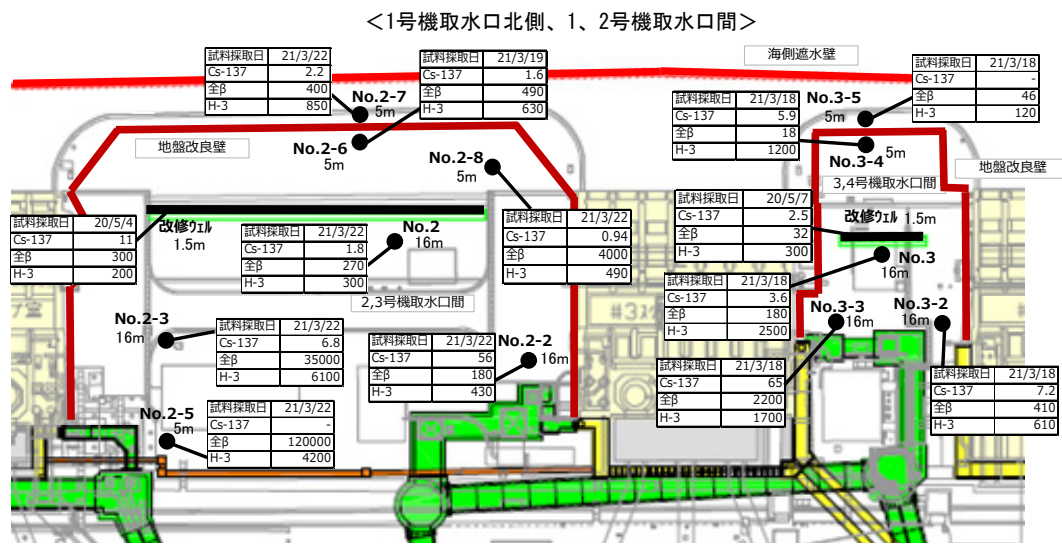 ＜1号機取水口北側、1、2号機取水口間＞
海側遮水壁
試料採取日 21/3/22
Cs-137 2.2
全β 400
H-3 850
試料採取日 21/3/19
Cs-137 1.6
全β 490
H-3 630
試料採取日 21/3/18
Cs-137 -
全β 46
H-3 120
No.2-7
5m
No.2-6
5m
No.2-8
5m
地盤改良壁
試料採取日 21/3/18
Cs-137 5.9
全β 18
H-3 1200
No.3-5
5m
No.3-4
5m
地盤改良壁
3,4号機取水口間
試料採取日 20/5/4
Cs-137 11
全β 300
H-3 200
改修ウェル
1.5m
試料採取日 21/3/22
Cs-137 1.8
全β 270
H-3 300
No.2
16m
試料採取日 21/3/22
Cs-137 0.94
全β 4000
H-3 490
試料採取日 20/5/7
Cs-137 2.5
全β 32
H-3 300
改修ウェル 1.5m
No.3
16m
2,3号機取水口間
試料採取日 21/3/18
Cs-137 3.6
全β 180
H-3 2500
No.2-3
16m
試料採取日 21/3/22
Cs-137 6.8
全β 35000
H-3 6100
試料採取日 21/3/22
Cs-137 56
全β 180
H-3 430
No.2-2
16m
No.3-3
16m
No.3-2
16m
試料採取日 21/3/18
Cs-137 65
全β 2200
H-3 1700
試料採取日 21/3/18
Cs-137 7.2
全β 410
H-3 610
No.2-5
5m
試料採取日 21/3/22
Cs-137 -
全β 120000
H-3 4200